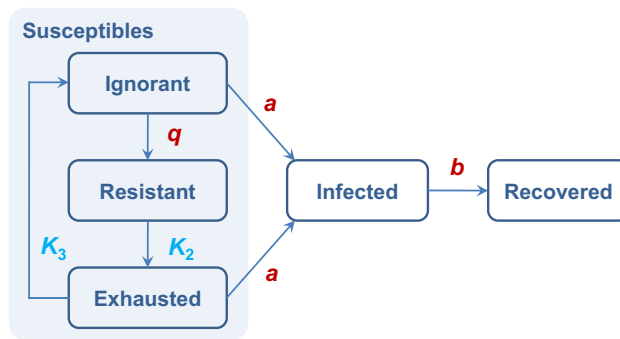 Susceptibles
Ignorant
a
q
Resistant
Infected
b
Recovered
K₃
K₂
a
Exhausted